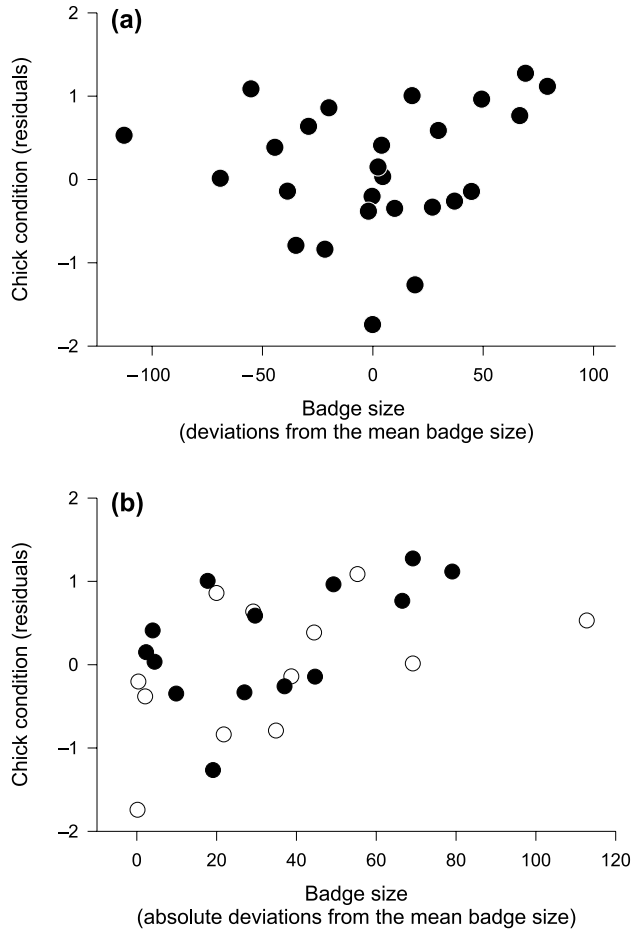 (a)
2
1
0
–1
–2
Chick condition (residuals)
–100 –50 0 50 100
Badge size
(deviations from the mean badge size)
(b)
2
1
0
–1
–2
Chick condition (residuals)
0 20 40 60 80 100 120
Badge size
(absolute deviations from the mean badge size)